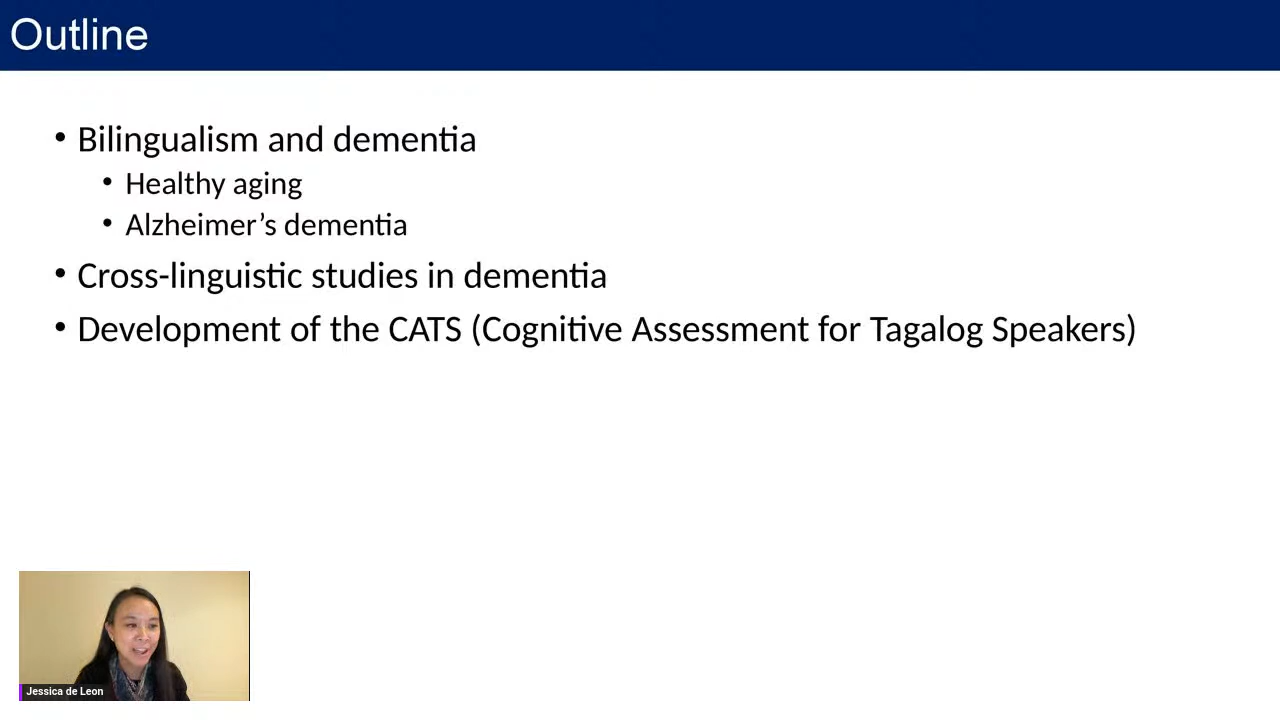 Outline
• Bilingualism and dementia
• Healthy aging
• Alzheimer’s dementia
• Cross-linguistic studies in dementia
• Development of the CATS (Cognitive Assessment for Tagalog Speakers)
Jessica de Leon